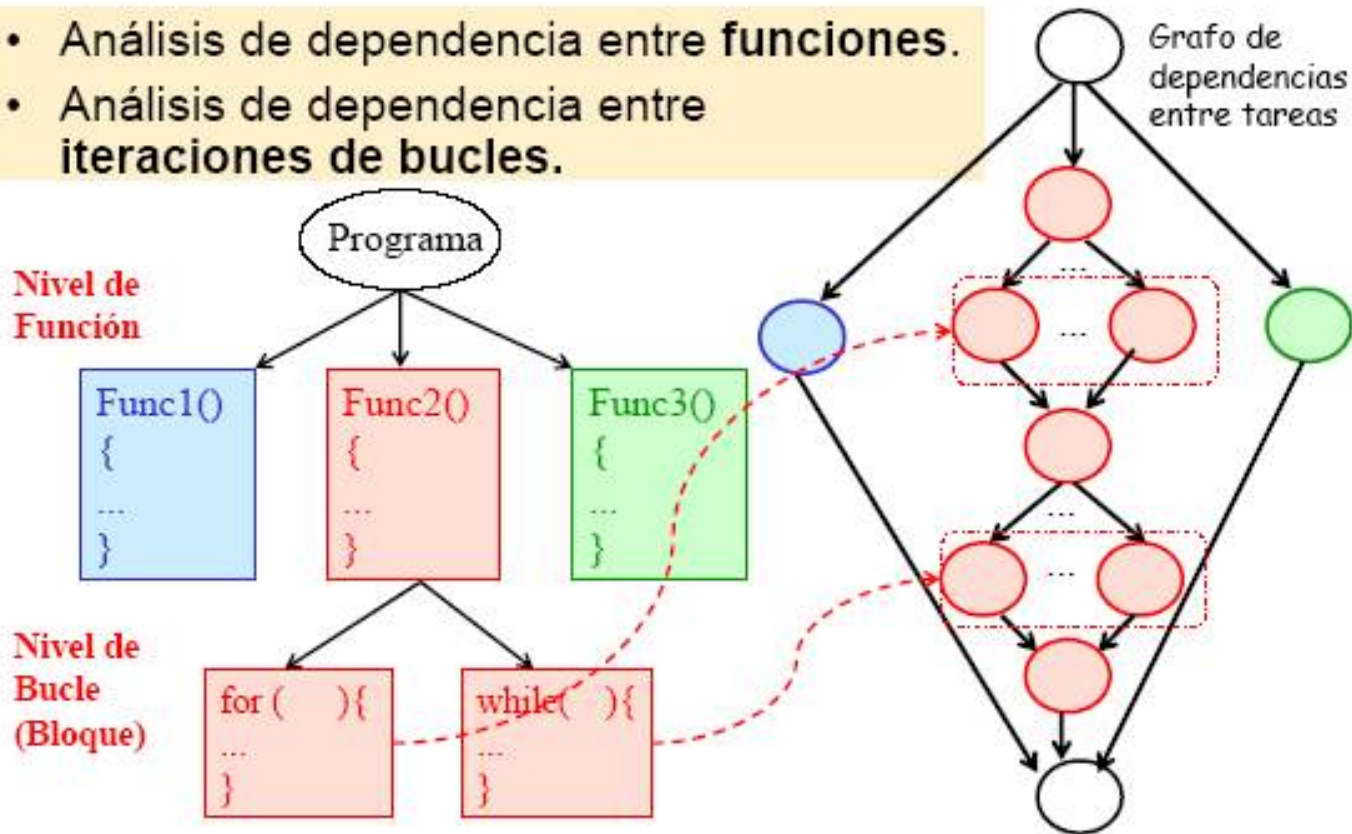 • Análisis de dependencia entre funciones.
• Análisis de dependencia entre
iteraciones de bucles.
Grafo de
dependencias
entre tareas
Programa
Nivel de
Función
Func1()
{
...
}
Func2()
{
...
}
Func3()
{
...
}
Nivel de
Bucle
(Bloque)
for ( ){
...
}
while( ){
...
}
...
...
...
...